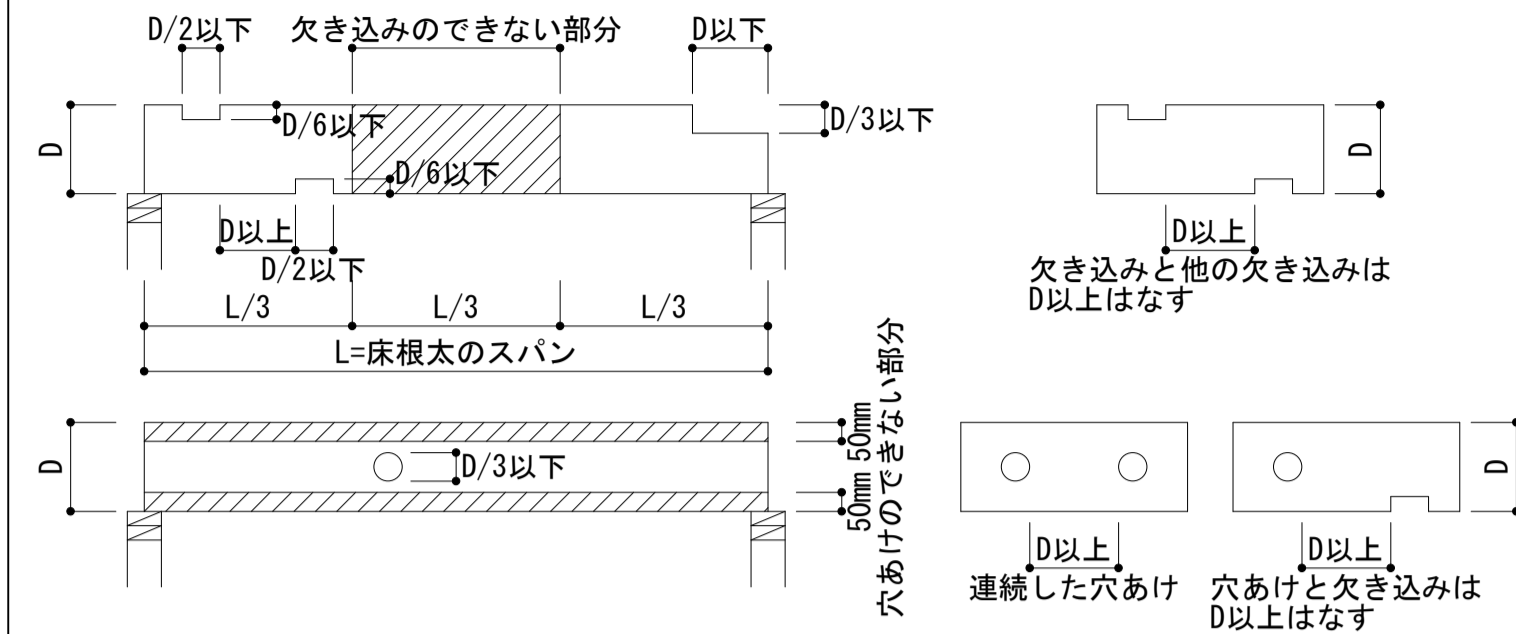 D/2以下
欠き込みのできない部分
D以下
D
D/6以下
D/6以下
D/3以下
D以上
D/2以下
L/3
L/3
L/3
L=床根太のスパン
D
D以上
欠き込みと他の欠き込みは
D以上はなす
D
D/3以下
50mm
50mm
穴あけのできない部分
D以上
連続した穴あけ
D以上
穴あけと欠き込みは
D以上はなす
D